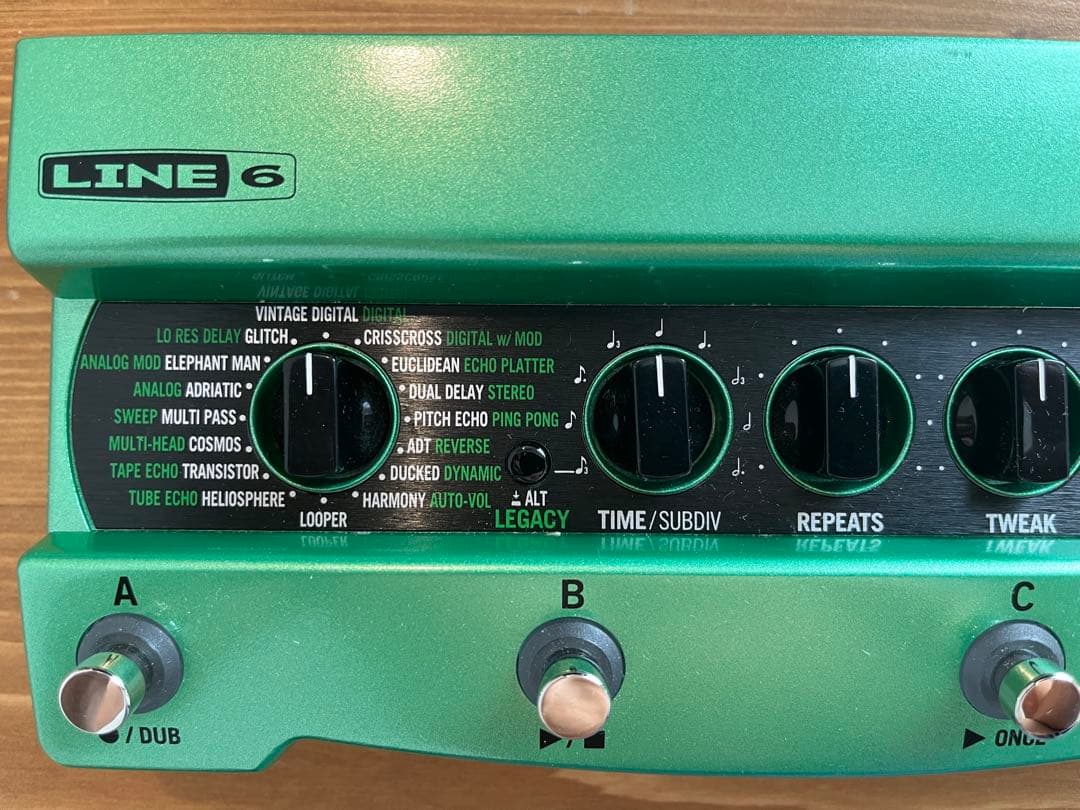 LINE 6
VINTAGE DIGITAL DIGITAL
LO RES DELAY GLITCH
CRISSCROSS DIGITAL w/ MOD
ANALOG MOD ELEPHANT MAN
EUCLIDEAN ECHO PLATTER
ANALOG ADRIATIC
DUAL DELAY STEREO
SWEEP MULTI PASS
PITCH ECHO PING PONG
MULTI-HEAD COSMOS
ADT REVERSE
TAPE ECHO TRANSISTOR
DUCKED DYNAMIC
TUBE ECHO HELIOSPHERE
HARMONY AUTO-VOL
LOOPER
ALT
LEGACY
TIME/SUBDIV
REPEATS
TWEAK
A
B
C
/ DUB
ONCE